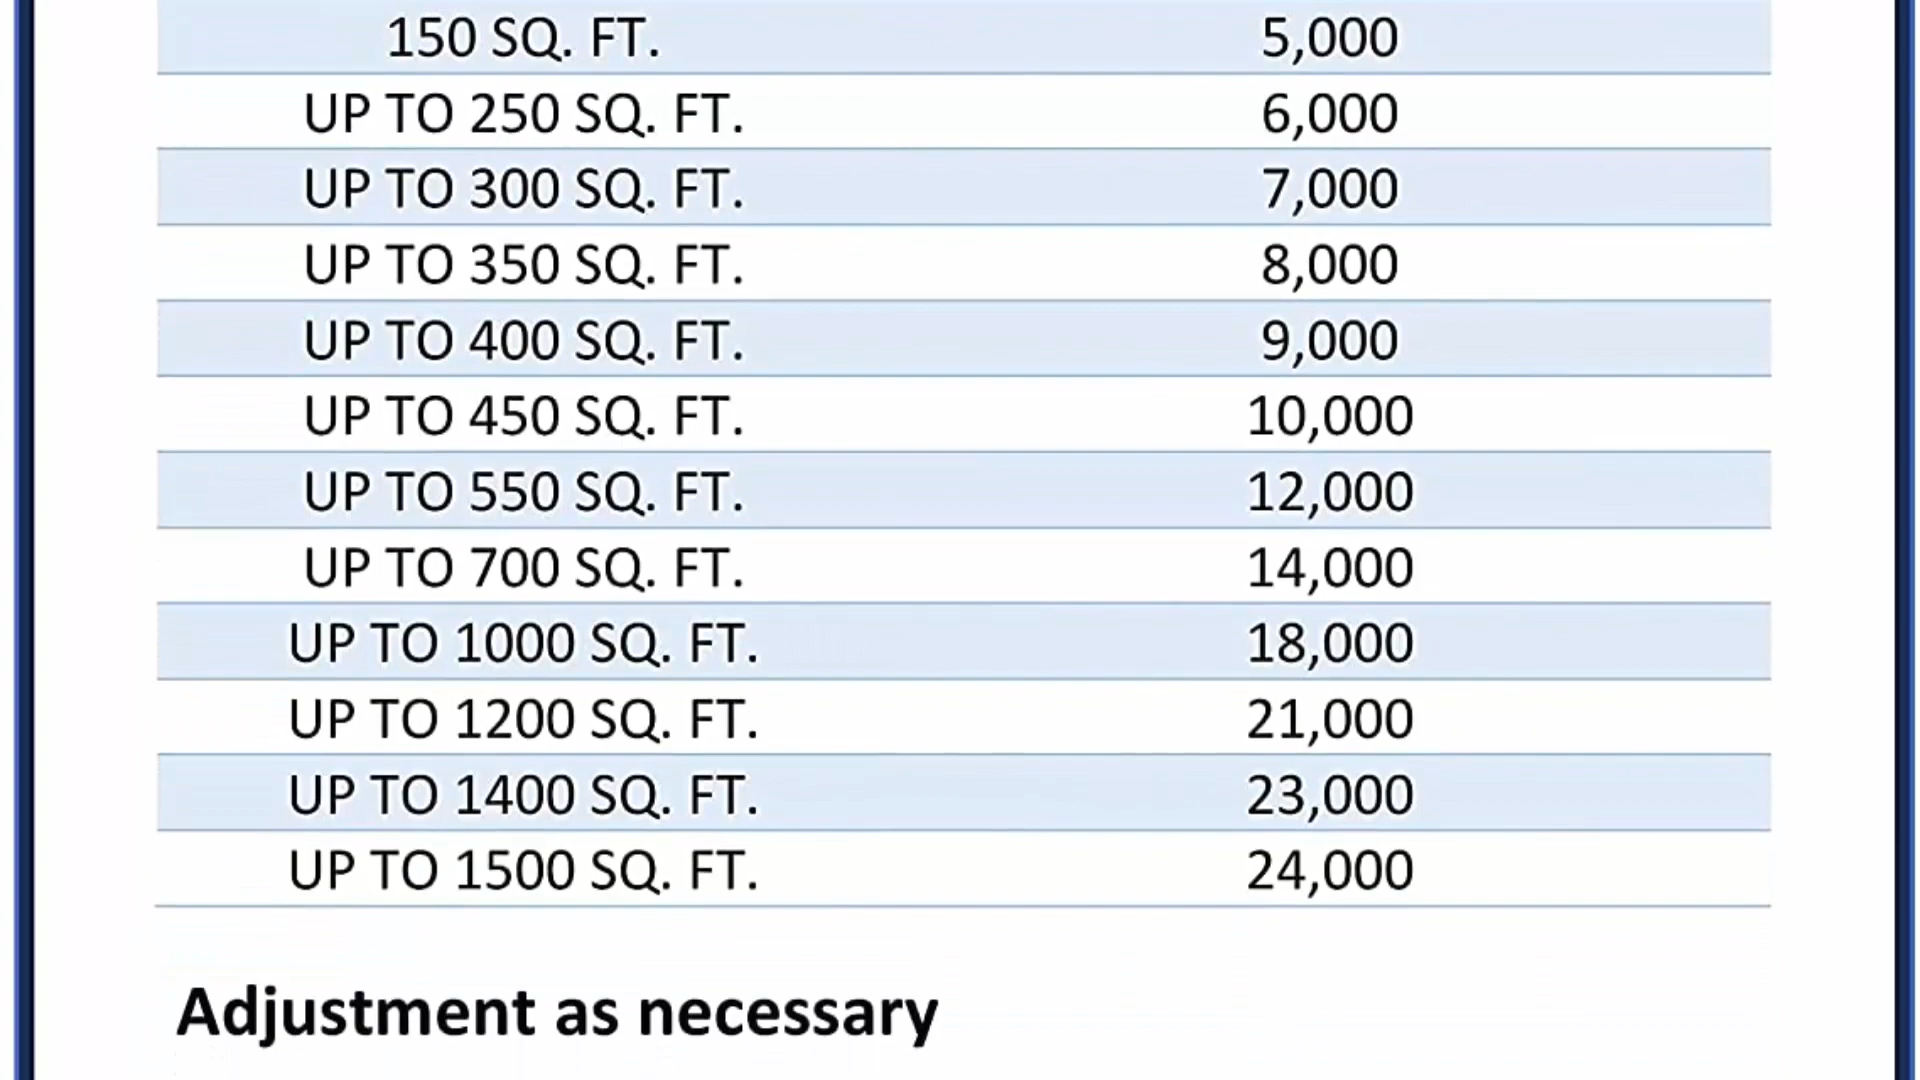 150 SQ. FT. 5,000
UP TO 250 SQ. FT. 6,000
UP TO 300 SQ. FT. 7,000
UP TO 350 SQ. FT. 8,000
UP TO 400 SQ. FT. 9,000
UP TO 450 SQ. FT. 10,000
UP TO 550 SQ. FT. 12,000
UP TO 700 SQ. FT. 14,000
UP TO 1000 SQ. FT. 18,000
UP TO 1200 SQ. FT. 21,000
UP TO 1400 SQ. FT. 23,000
UP TO 1500 SQ. FT. 24,000
Adjustment as necessary